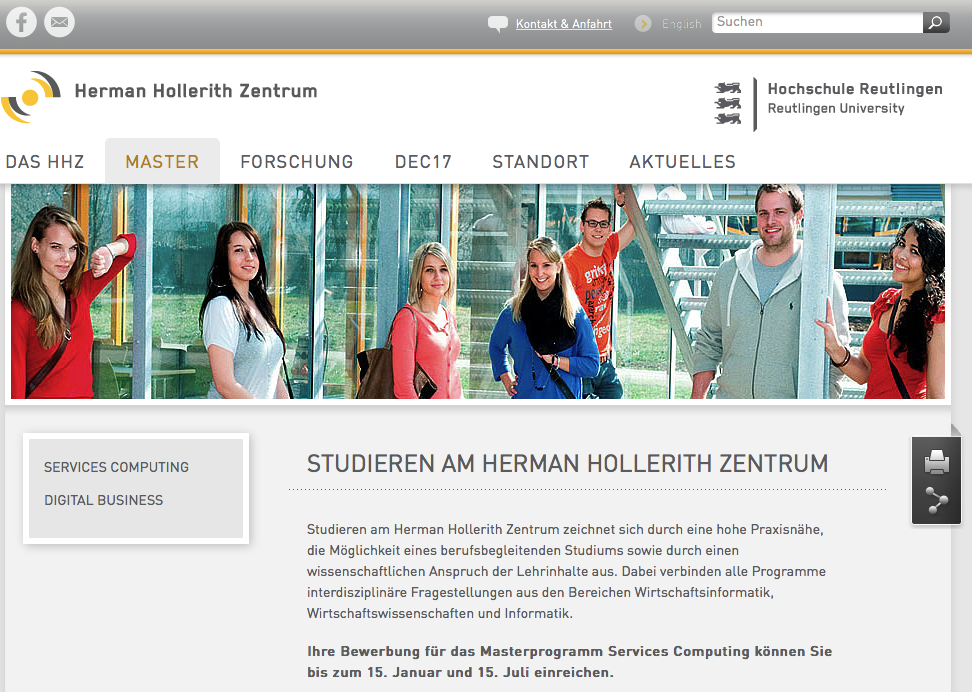 Kontakt & Anfahrt
English
Suchen
Herman Hollerith Zentrum
Hochschule Reutlingen
Reutlingen University
DAS HHZ
MASTER
FORSCHUNG
DEC17
STANDORT
AKTUELLES
SERVICES COMPUTING
DIGITAL BUSINESS
STUDIEREN AM HERMAN HOLLERITH ZENTRUM
Studieren am Herman Hollerith Zentrum zeichnet sich durch eine hohe Praxisnähe,
die Möglichkeit eines berufsbegleitenden Studiums sowie durch einen
wissenschaftlichen Anspruch der Lehrinhalte aus. Dabei verbinden alle Programme
interdisziplinäre Fragestellungen aus den Bereichen Wirtschaftsinformatik,
Wirtschaftswissenschaften und Informatik.
Ihre Bewerbung für das Masterprogramm Services Computing können Sie
bis zum 15. Januar und 15. Juli einreichen.